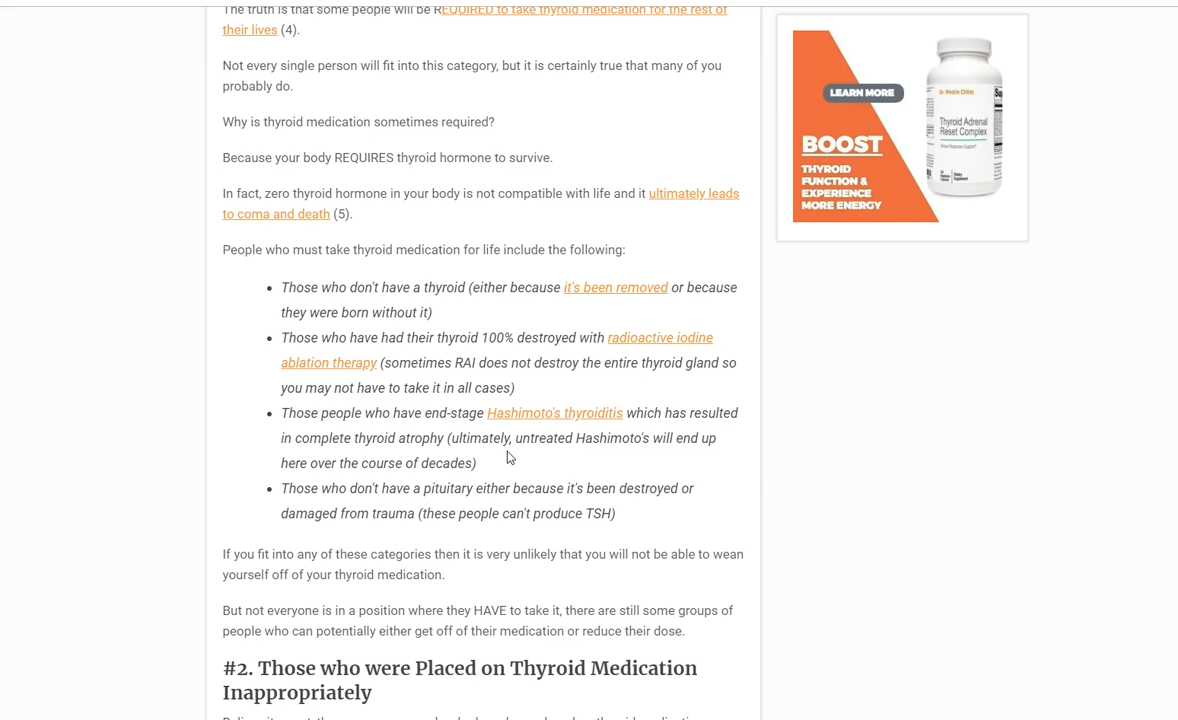 The truth is that some people will be REQUIRED to take thyroid medication for the rest of
their lives (4).
Not every single person will fit into this category, but it is certainly true that many of you
probably do.
Why is thyroid medication sometimes required?
Because your body REQUIRES thyroid hormone to survive.
In fact, zero thyroid hormone in your body is not compatible with life and it ultimately leads
to coma and death (5).
People who must take thyroid medication for life include the following:
• Those who don't have a thyroid (either because it's been removed or because
they were born without it)
• Those who have had their thyroid 100% destroyed with radioactive iodine
ablation therapy (sometimes RAI does not destroy the entire thyroid gland so
you may not have to take it in all cases)
• Those people who have end-stage Hashimoto's thyroiditis which has resulted
in complete thyroid atrophy (ultimately, untreated Hashimoto's will end up
here over the course of decades)
• Those who don't have a pituitary either because it's been destroyed or
damaged from trauma (these people can't produce TSH)
If you fit into any of these categories then it is very unlikely that you will not be able to wean
yourself off of your thyroid medication.
But not everyone is in a position where they HAVE to take it, there are still some groups of
people who can potentially either get off of their medication or reduce their dose.
#2. Those who were Placed on Thyroid Medication
Inappropriately
LEARN MORE
BOOST
THYROID
FUNCTION &
EXPERIENCE
MORE ENERGY
Dr. Westin Childs
Thyroid Adrenal
Reset Complex